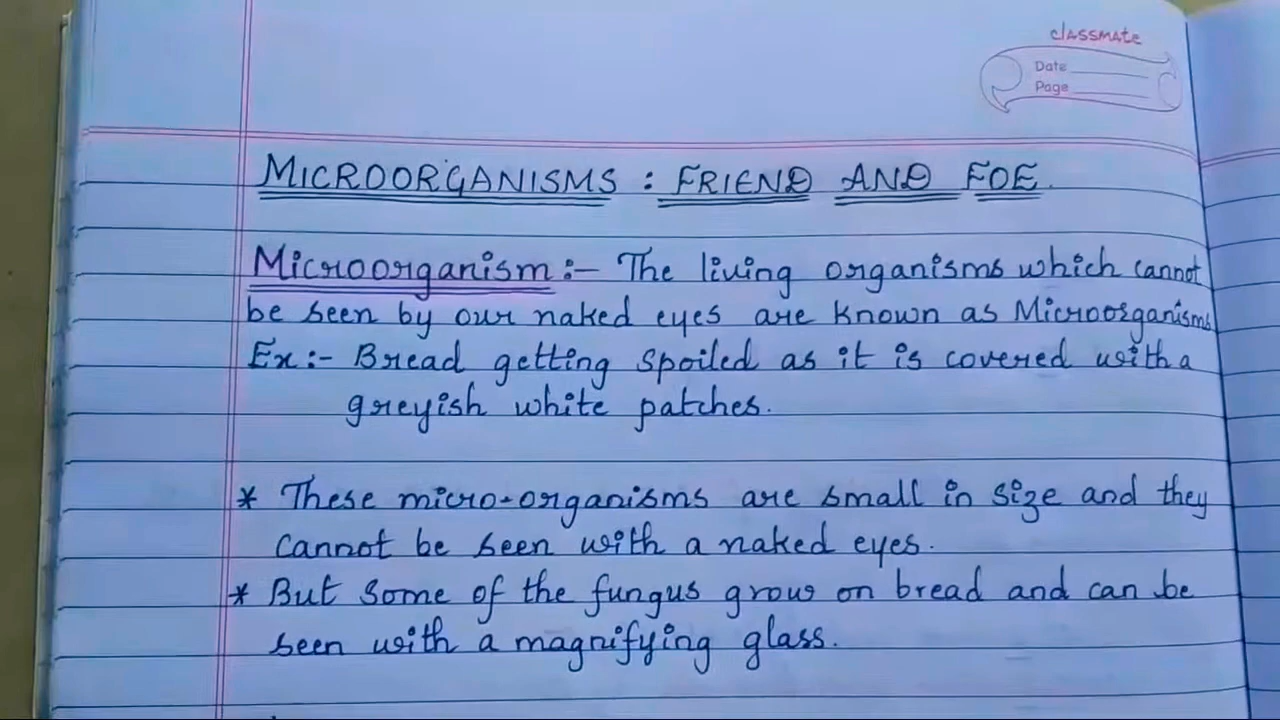 classmate
Date
Page
MICROORGANISMS : FRIEND AND FOE.
Microorganism :- The living organisms which cannot
be seen by our naked eyes are known as Microorganisms
Ex :- Bread getting spoiled as it is covered with a
greyish white patches.
* These micro-organisms are small in size and they
cannot be seen with a naked eyes.
* But some of the fungus grow on bread and can be
seen with a magnifying glass.